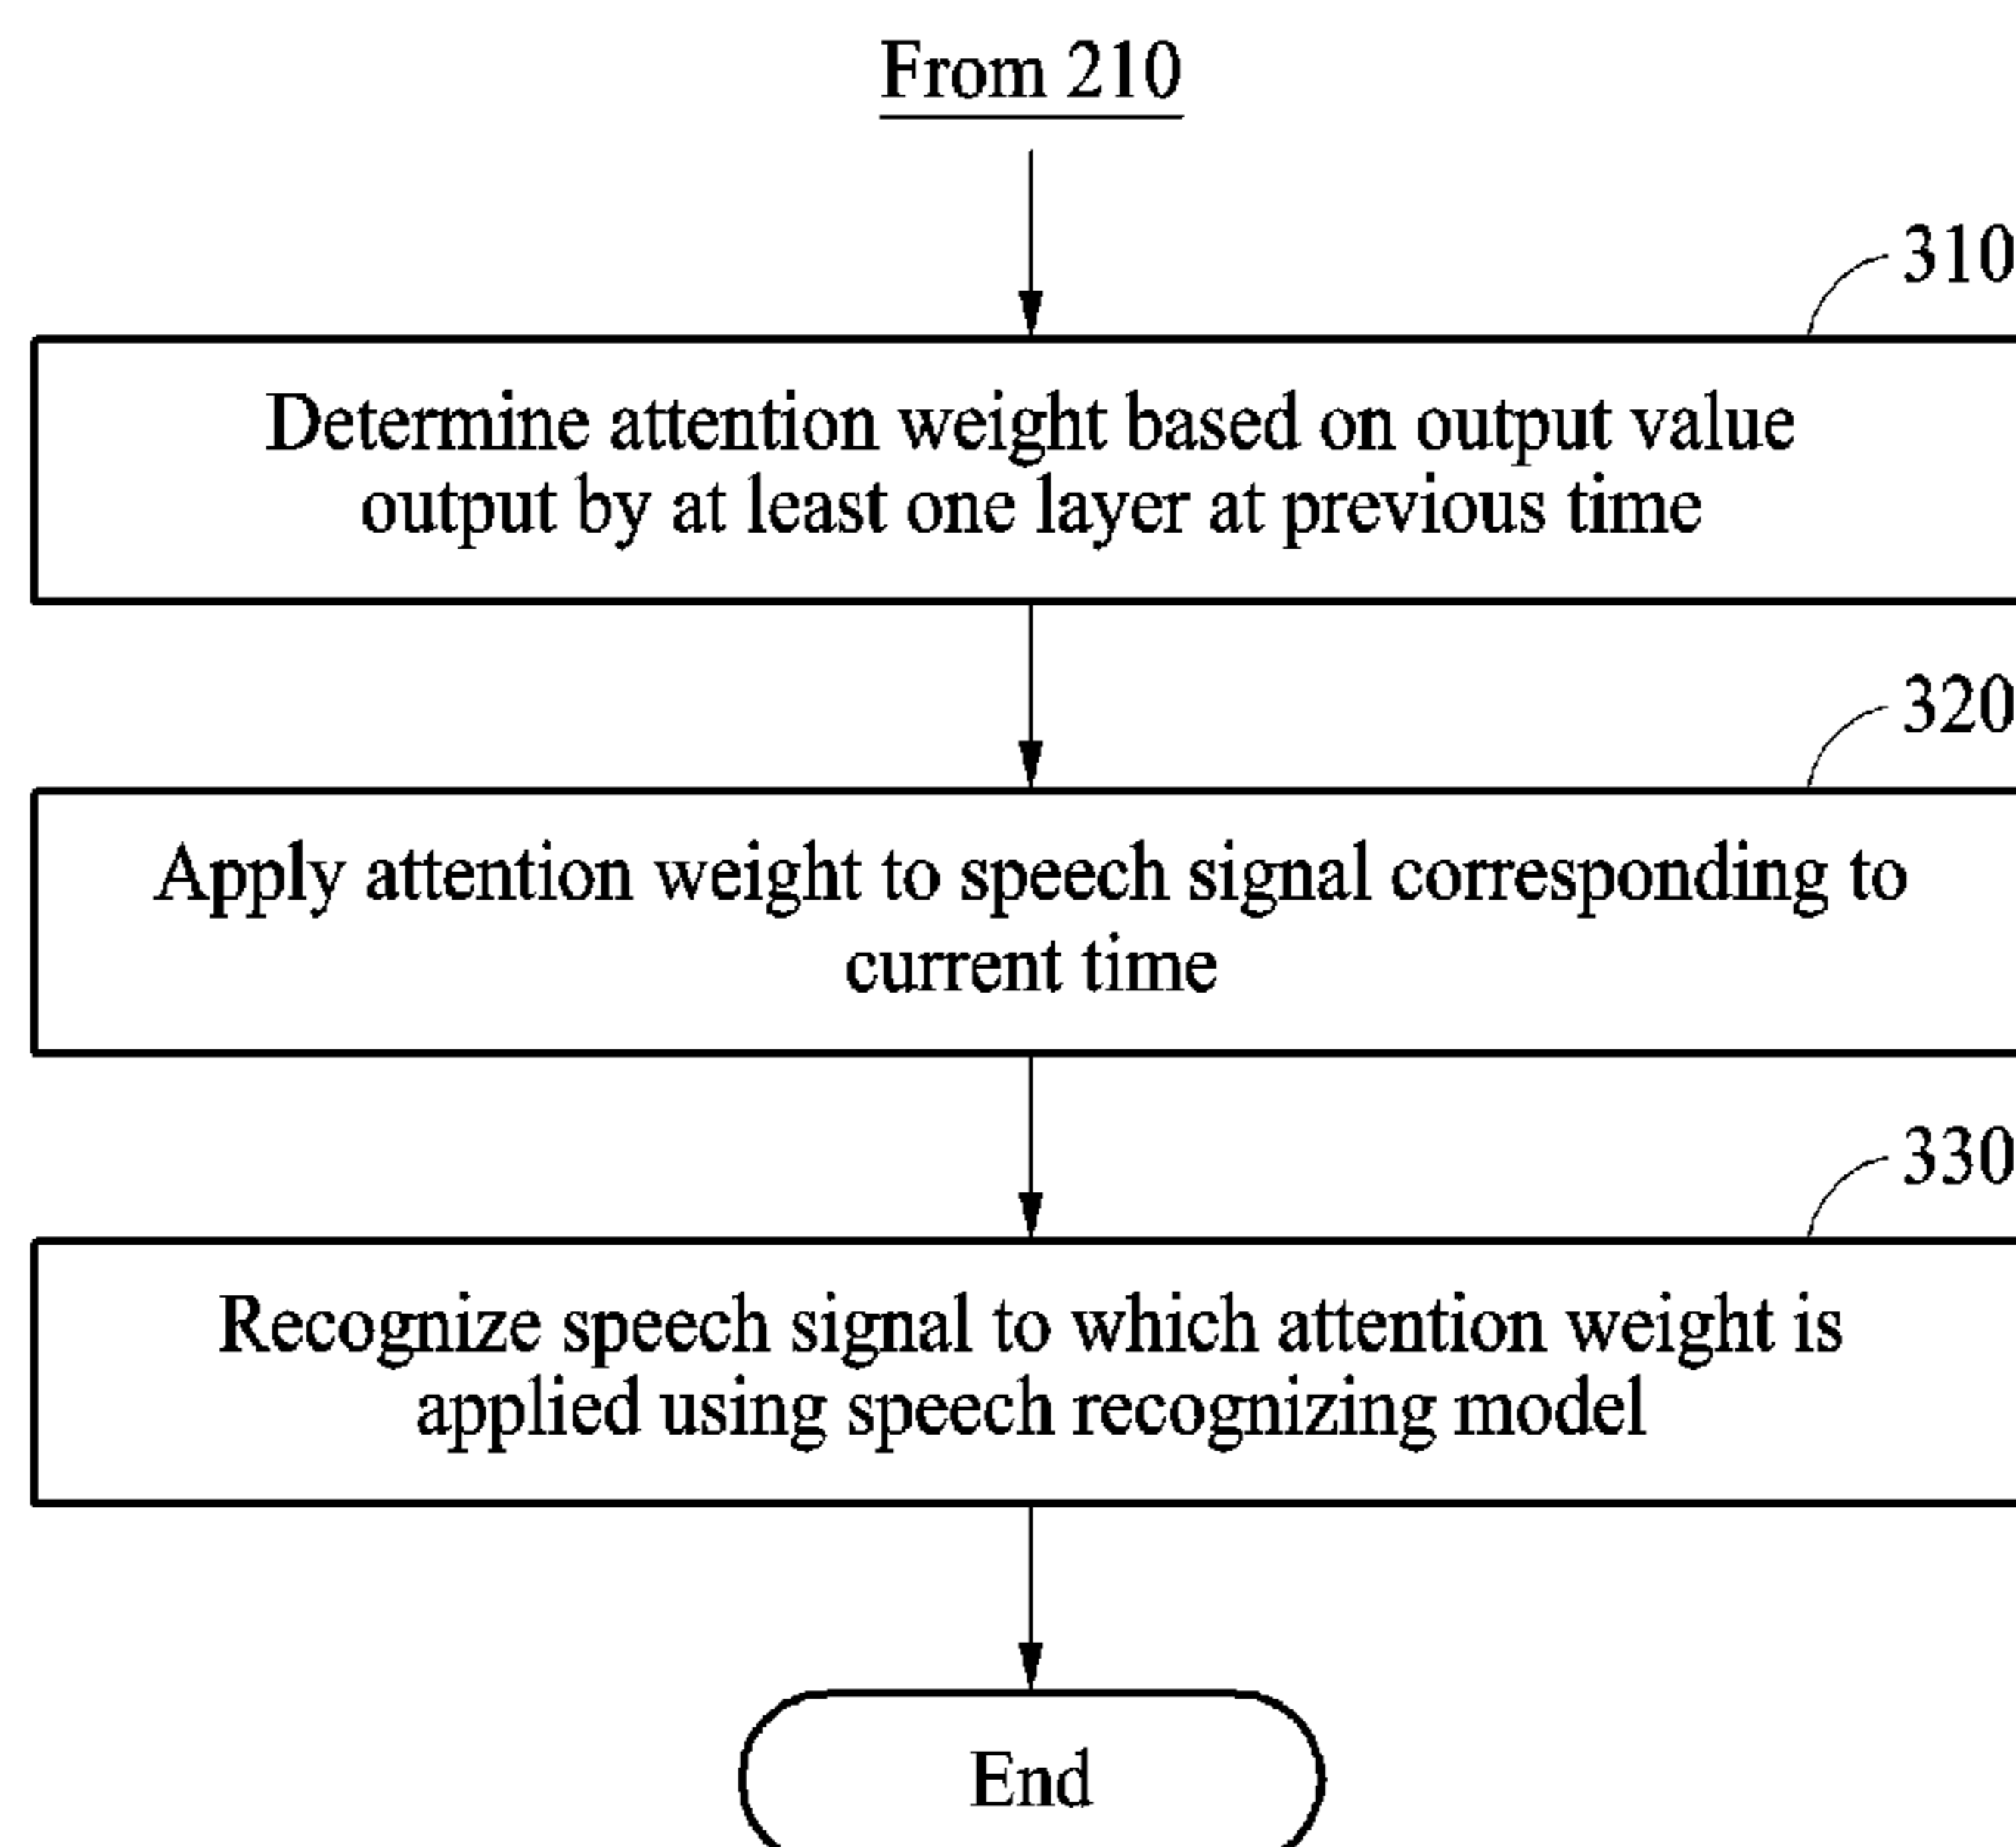 From 210
310
Determine attention weight based on output value
output by at least one layer at previous time
320
Apply attention weight to speech signal corresponding to
current time
330
Recognize speech signal to which attention weight is
applied using speech recognizing model
End